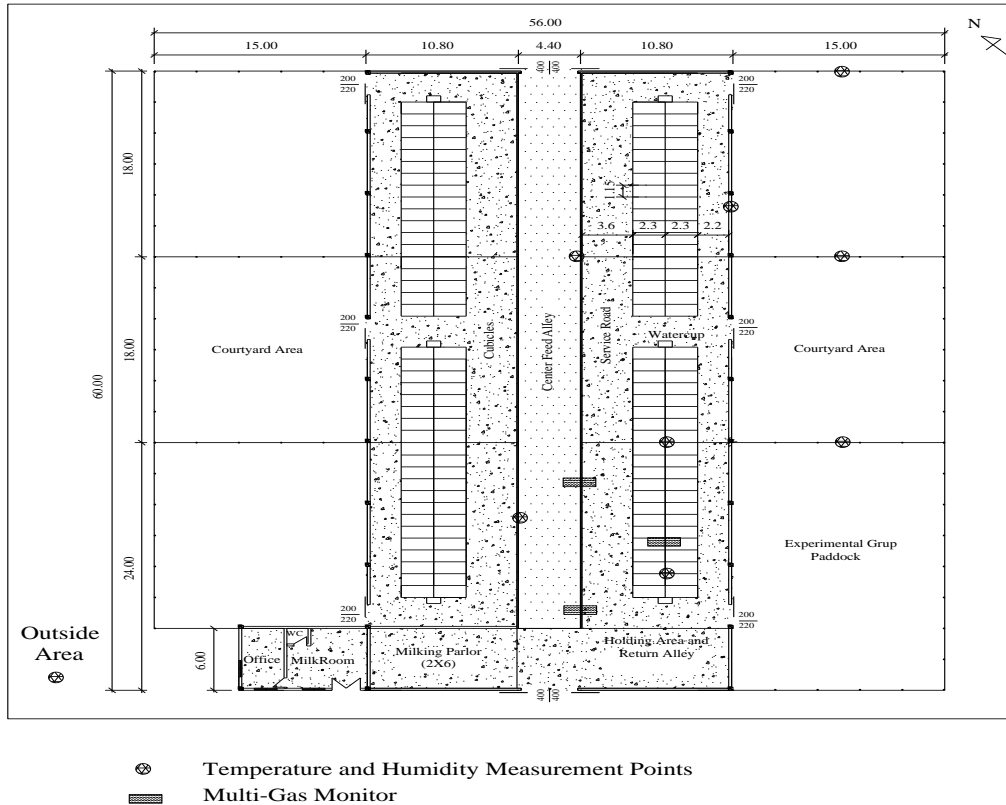 56.00
N
15.00
10.80
4.40
10.80
15.00
400
400
200
220
200
220
18.00
1.15
3.6
2.3
2.3
2.2
200
220
200
220
Cubicles
Center Feed Alley
Service Road
Watercup
Courtyard Area
Courtyard Area
18.00
60.00
Experimental Grup
Paddock
24.00
200
220
200
220
Outside
Area
6.00
WC
Office
MilkRoom
Milking Parlor
(2X6)
Holding Area and
Return Alley
400
400
Temperature and Humidity Measurement Points
Multi-Gas Monitor